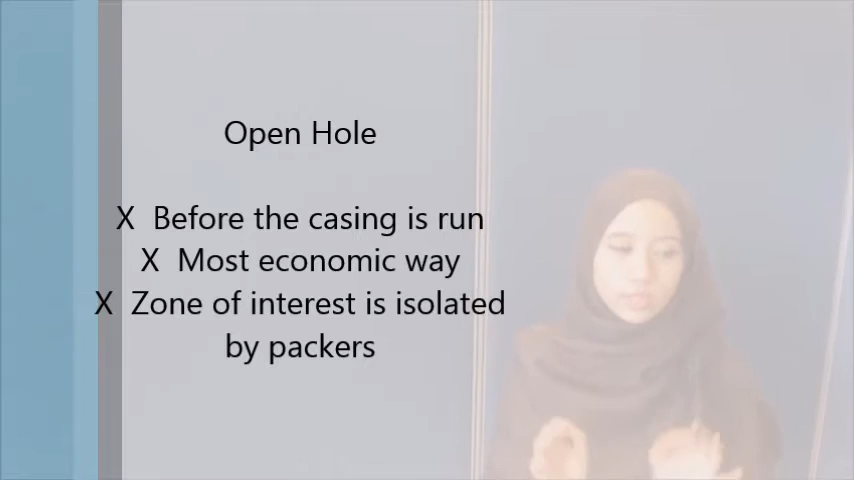 Open Hole
X Before the casing is run
X Most economic way
X Zone of interest is isolated
by packers